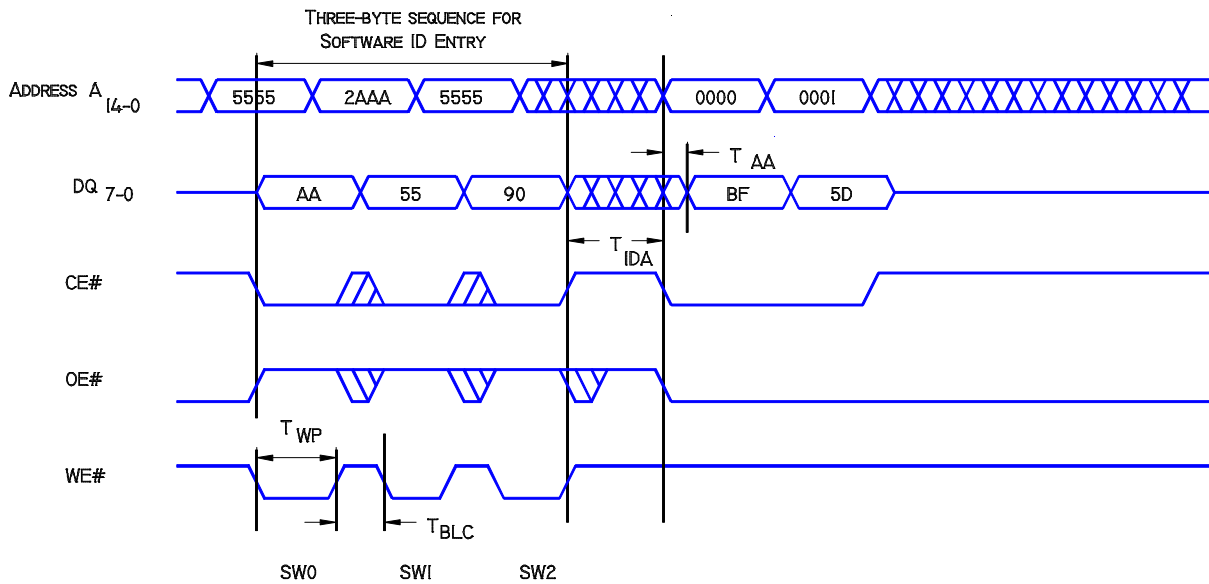 THREE-BYTE SEQUENCE FOR
SOFTWARE ID ENTRY
ADDRESS A 14-0
5555 2AAA 5555 0000 0001
T AA
DQ 7-0
AA 55 90 BF 5D
T IDA
CE#
OE#
T WP
WE#
T BLC
SW0 SW1 SW2